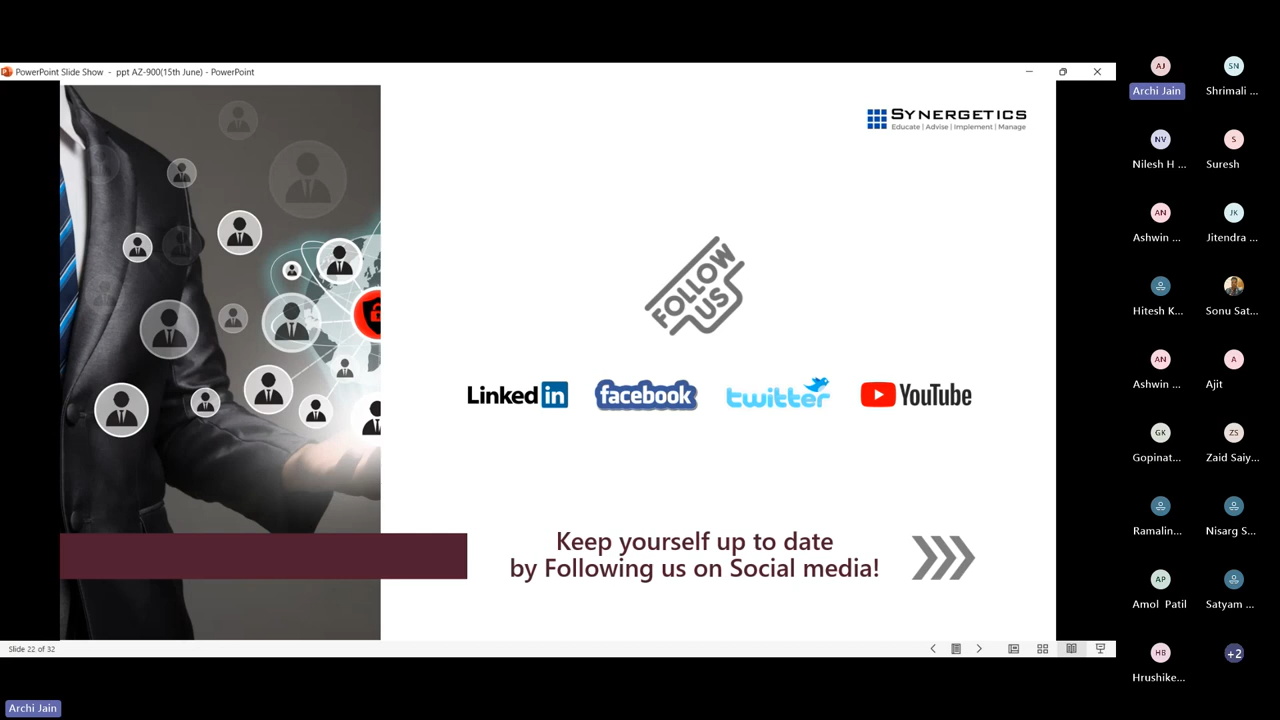 PowerPoint Slide Show - ppt AZ-900(15th June) - PowerPoint
SYNERGETICS
Educate | Advise | Implement | Manage
FOLLOW
US
Linked in
facebook
twitter
YouTube
Keep yourself up to date
by Following us on Social media!
Slide 22 of 32
Archi Jain
AJ
Archi Jain
SN
Shrimali ...
NV
Nilesh H ...
S
Suresh
AN
Ashwin ...
JK
Jitendra ...
Hitesh K...
Sonu Sat...
AN
Ashwin ...
A
Ajit
GK
Gopinat...
ZS
Zaid Saiy...
Ramalin...
Nisarg S...
AP
Amol Patil
Satyam ...
HB
Hrushike...
+2